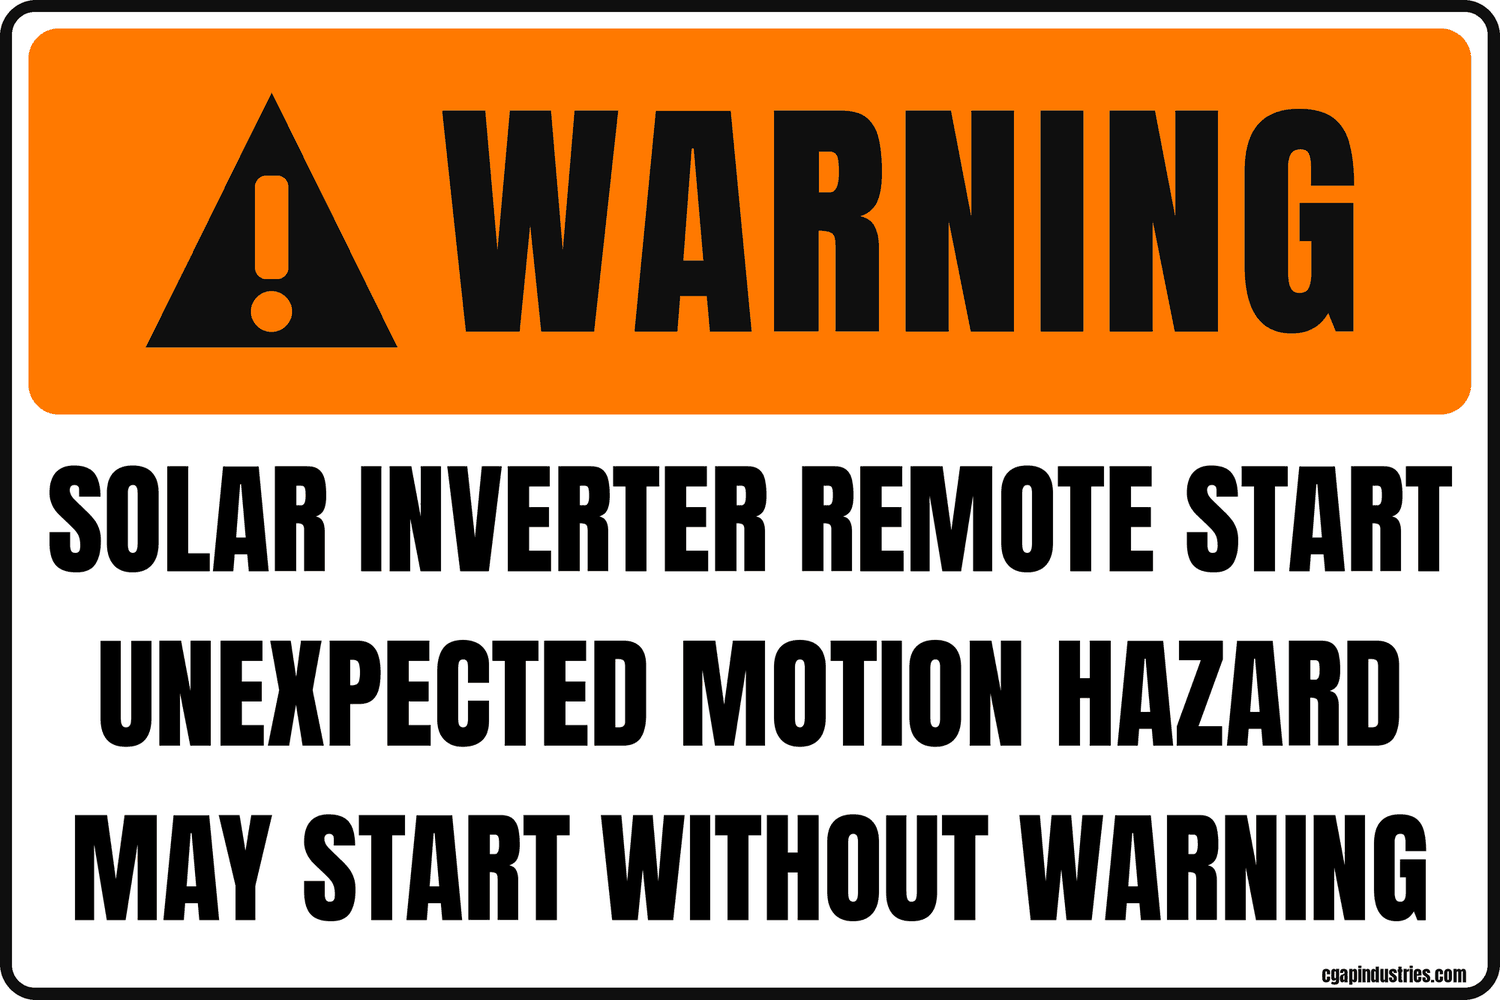 WARNING
SOLAR INVERTER REMOTE START
UNEXPECTED MOTION HAZARD
MAY START WITHOUT WARNING
cgapindustries.com